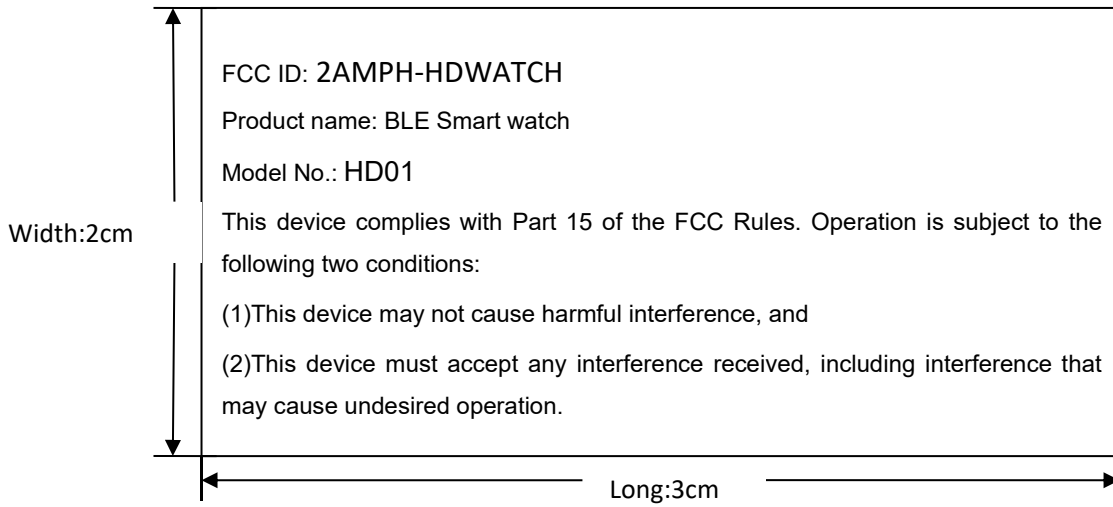 FCC ID: 2AMPH-HDWATCH
Product name: BLE Smart watch
Model No.: HD01
Width:2cm
This device complies with Part 15 of the FCC Rules. Operation is subject to the
following two conditions:
(1)This device may not cause harmful interference, and
(2)This device must accept any interference received, including interference that
may cause undesired operation.
Long:3cm